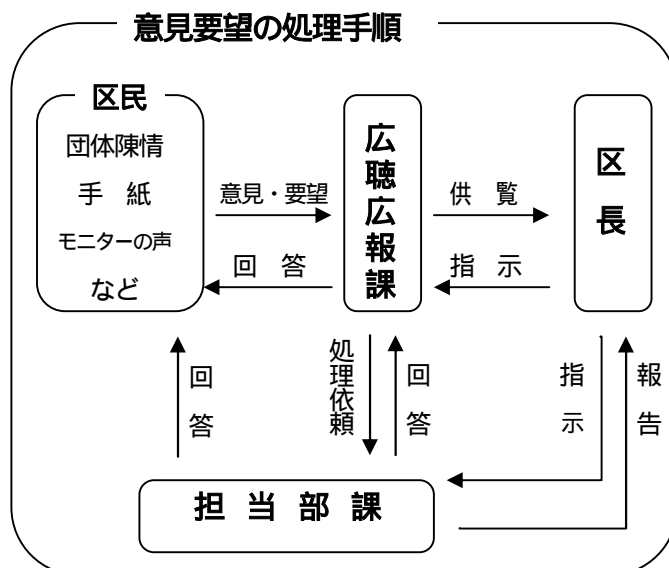 意見要望の処理手順
区民
団体陳情
手 紙
モニターの声
など
意見・要望
回 答
広聴広報課
供 覧
指 示
区長
回答
処理依頼
回答
指示
報告
担 当 部 課